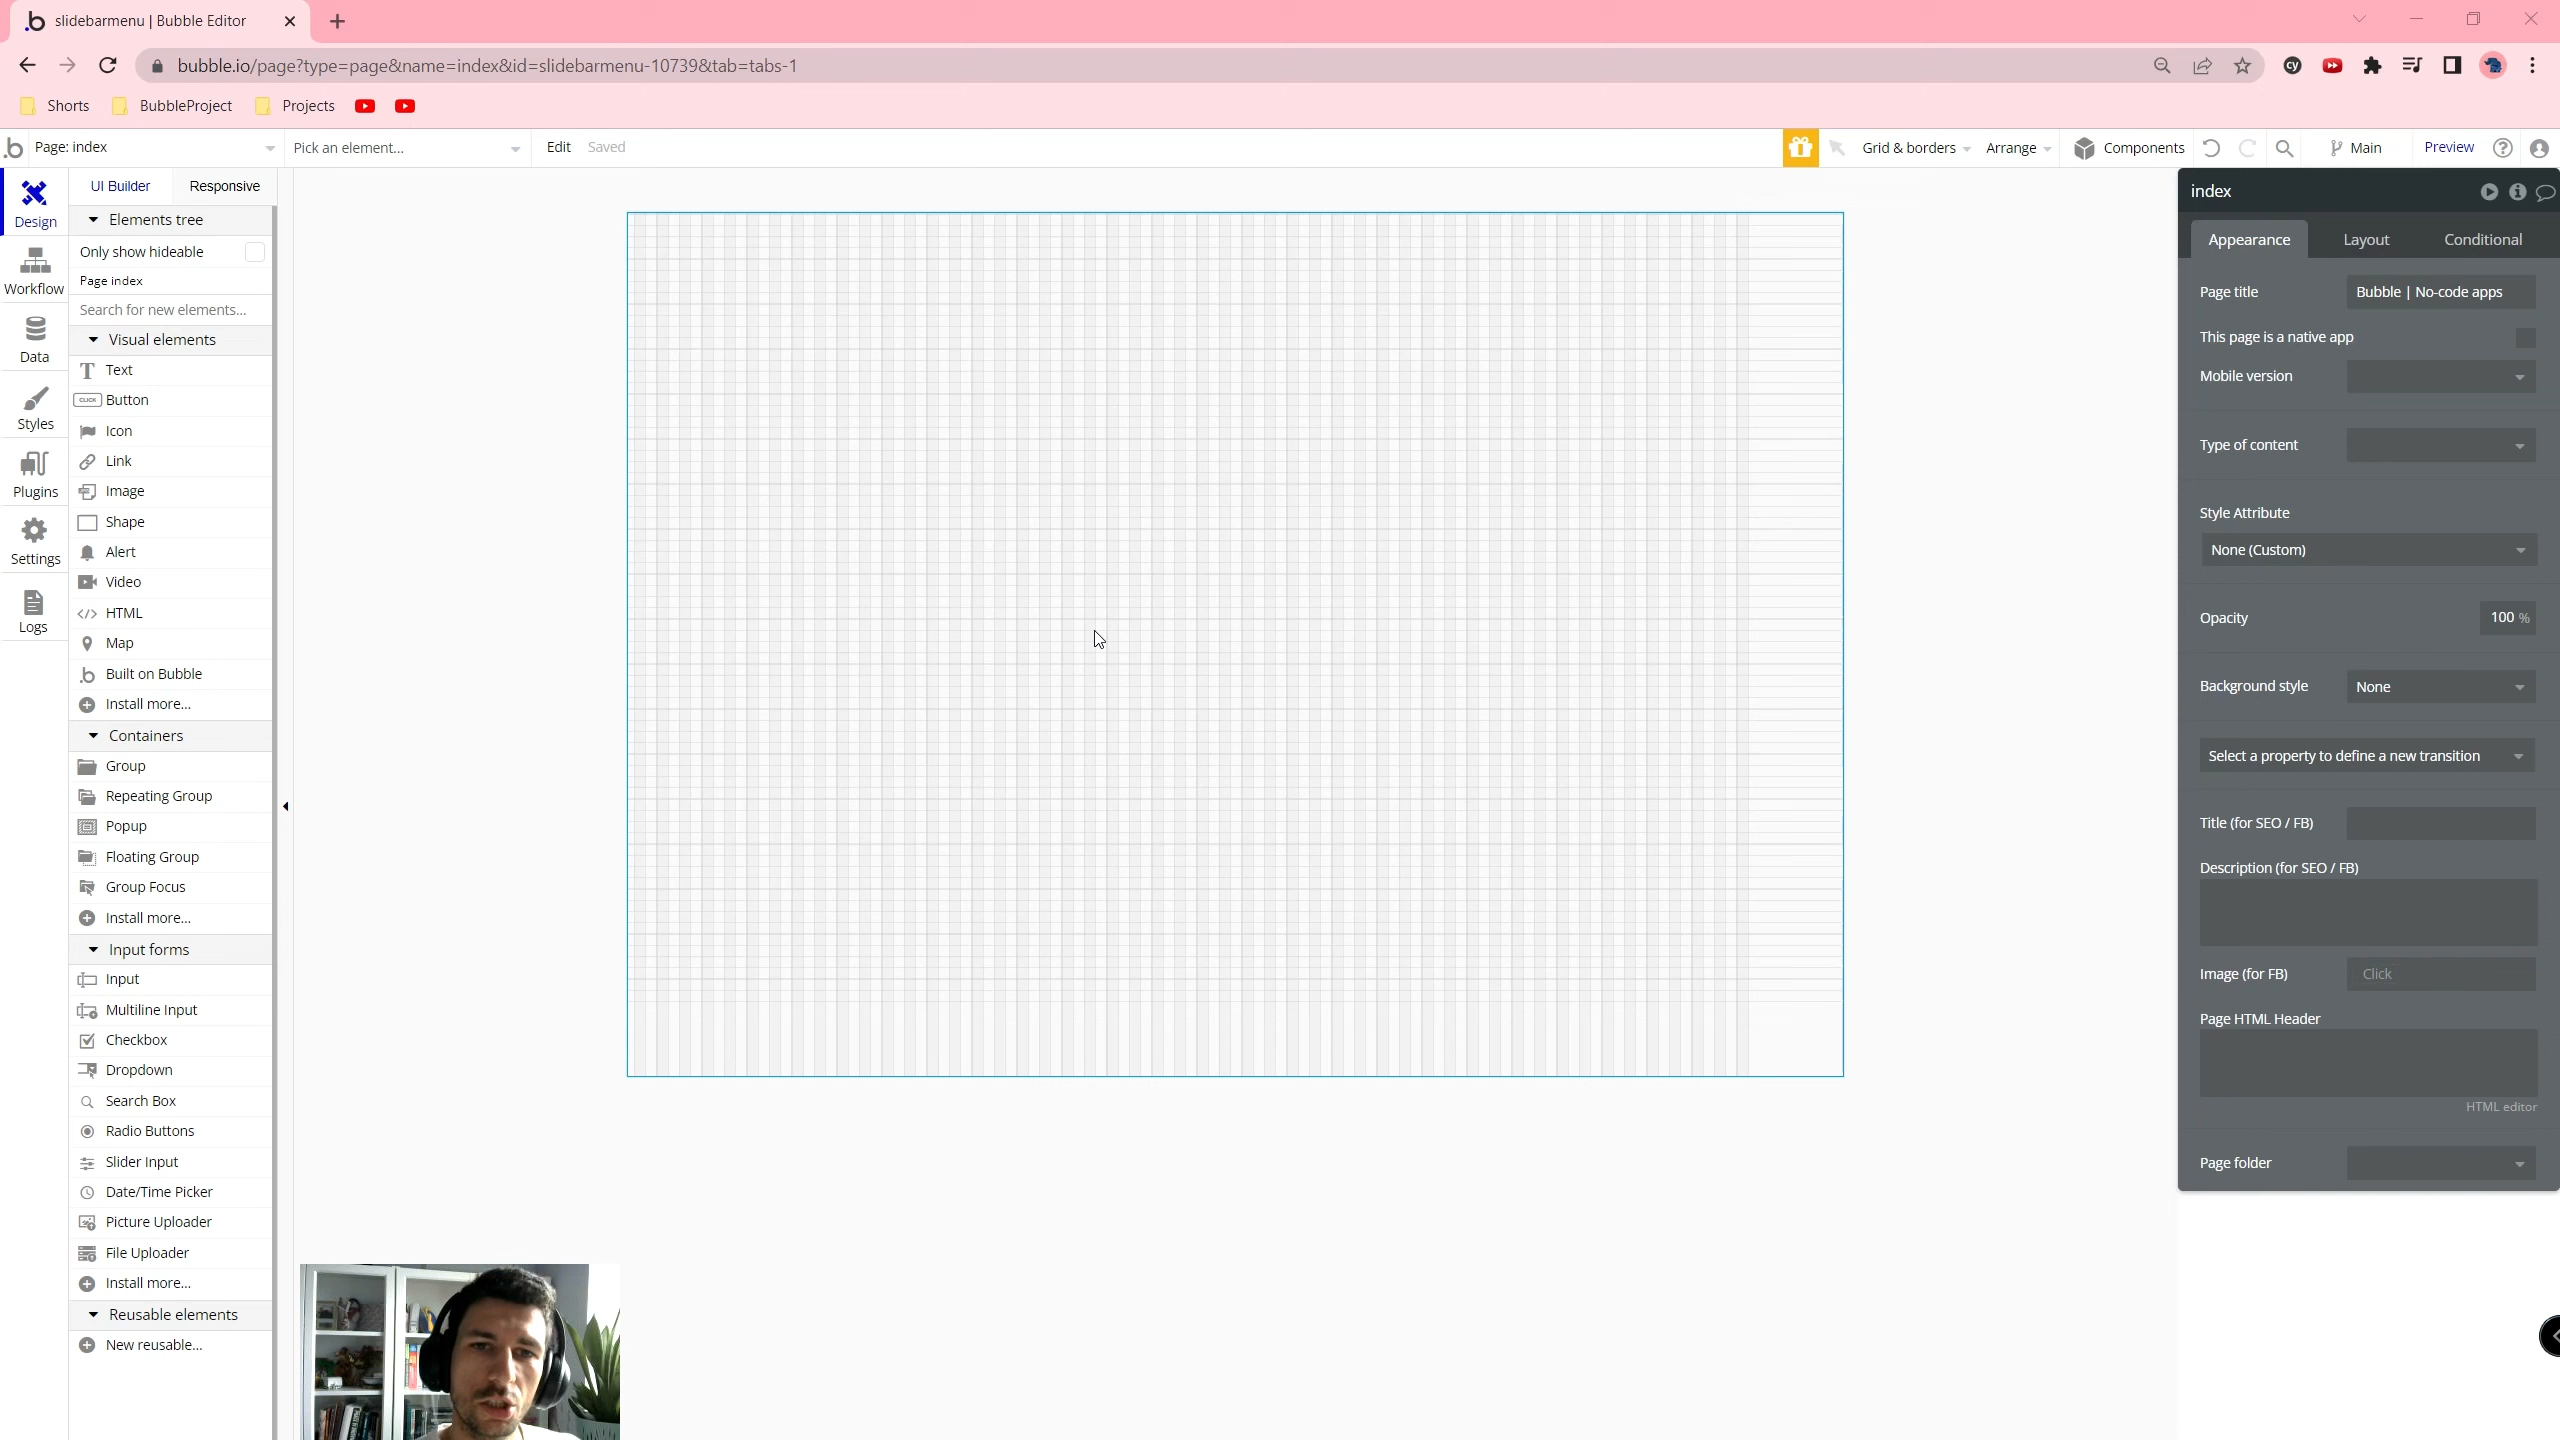 slidebarmenu | Bubble Editor
bubble.io/page?type=page&name=index&id=slidebarmenu-10739&tab=tabs-1
Shorts
BubbleProject
Projects
Page: index
Pick an element...
Edit
Saved
Grid & borders
Arrange
Components
Main
Preview
Design
Workflow
Data
Styles
Plugins
Settings
Logs
UI Builder
Responsive
Elements tree
Only show hideable
Page index
Search for new elements...
Visual elements
Text
CLICK Button
Icon
Link
Image
Shape
Alert
Video
HTML
Map
Built on Bubble
Install more...
Containers
Group
Repeating Group
Popup
Floating Group
Group Focus
Install more...
Input forms
Input
Multiline Input
Checkbox
Dropdown
Search Box
Radio Buttons
Slider Input
Date/Time Picker
Picture Uploader
File Uploader
Install more...
Reusable elements
New reusable...
index
Appearance
Layout
Conditional
Page title
Bubble | No-code apps
This page is a native app
Mobile version
Type of content
Style Attribute
None (Custom)
Opacity
100 %
Background style
None
Select a property to define a new transition
Title (for SEO / FB)
Description (for SEO / FB)
Image (for FB)
Click
Page HTML Header
HTML editor
Page folder